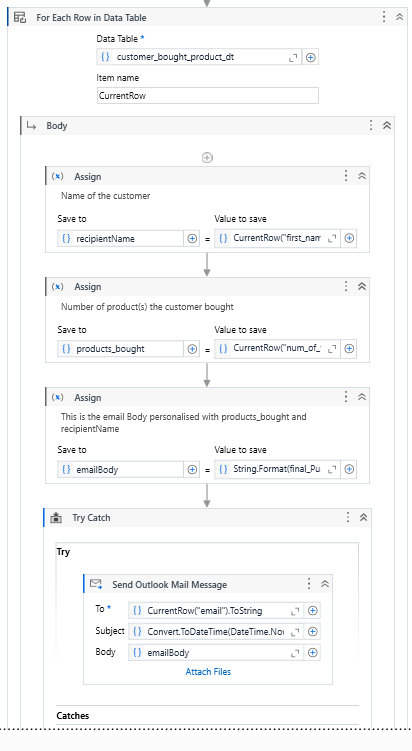 For Each Row in Data Table
Data Table *
customer_bought_product_dt
Item name
CurrentRow
Body
(x) Assign
Name of the customer
Save to Value to save
recipientName = CurrentRow("first_nam
(x) Assign
Number of product(s) the customer bought
Save to Value to save
products_bought = CurrentRow("num_of_
(x) Assign
This is the email Body personalised with products_bought and
recipientName
Save to Value to save
emailBody = String.Format(final_Pu
Try Catch
Try
Send Outlook Mail Message
To * CurrentRow("email").ToString
Subject Convert.ToDateTime(DateTime.Nov
Body emailBody
Attach Files
Catches